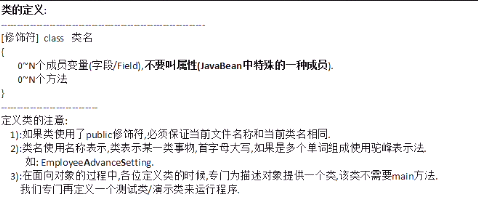 类的定义:
--------------------------------------------------------------
[修饰符] class 类名
{
0~N个成员变量(字段/Field),不要叫属性(JavaBean中特殊的一种成员).
0~N个方法
}
------------------------------
定义类的注意:
1):如果类使用了public修饰符,必须保证当前文件名称和当前类名相同.
2):类名使用名称表示,类表示某一类事物,首字母大写,如果是多个单词组成使用驼峰表示法.
如: EmployeeAdvanceSetting.
3):在面向对象的过程中,各位定义类的时候,专门为描述对象提供一个类,该类不需要main方法.
我们专门再定义一个测试类/演示类来运行程序.